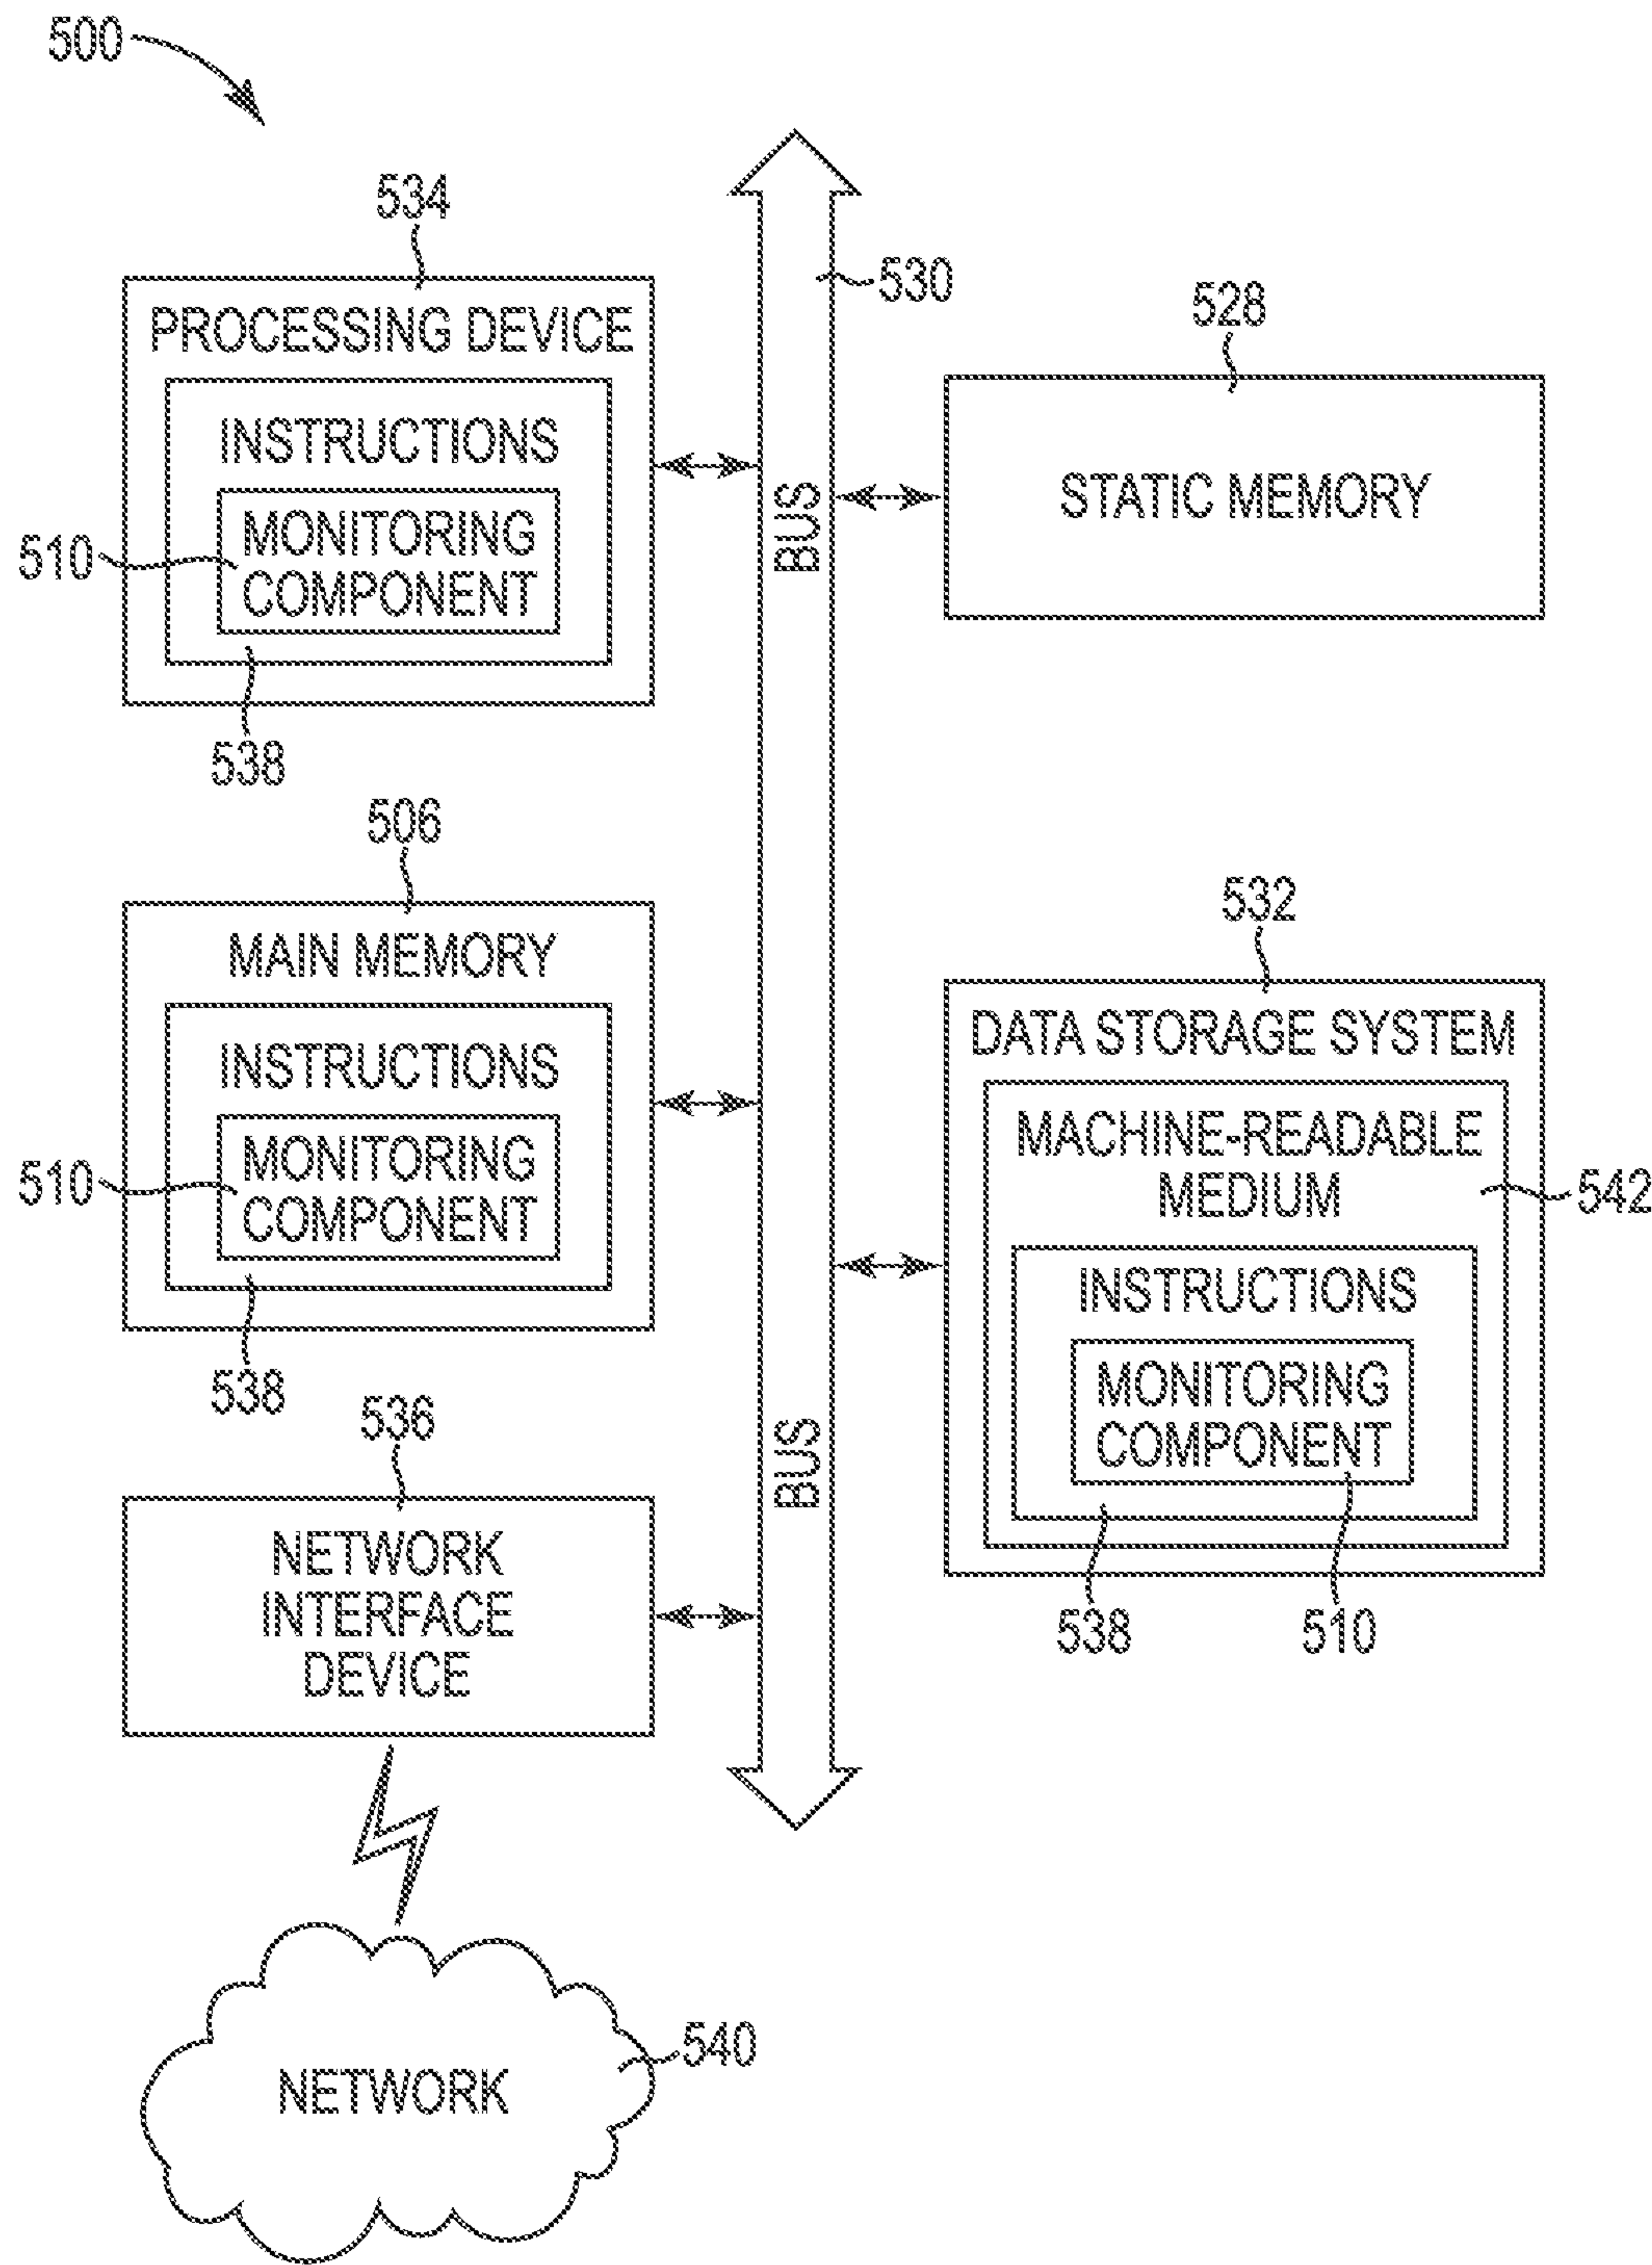 500
534
PROCESSING DEVICE
INSTRUCTIONS
MONITORING
COMPONENT
510
538
506
MAIN MEMORY
INSTRUCTIONS
MONITORING
COMPONENT
510
538
536
NETWORK
INTERFACE
DEVICE
NETWORK
540
530
BUS
BUS
528
STATIC MEMORY
532
DATA STORAGE SYSTEM
MACHINE-READABLE
MEDIUM
542
INSTRUCTIONS
MONITORING
COMPONENT
538
510